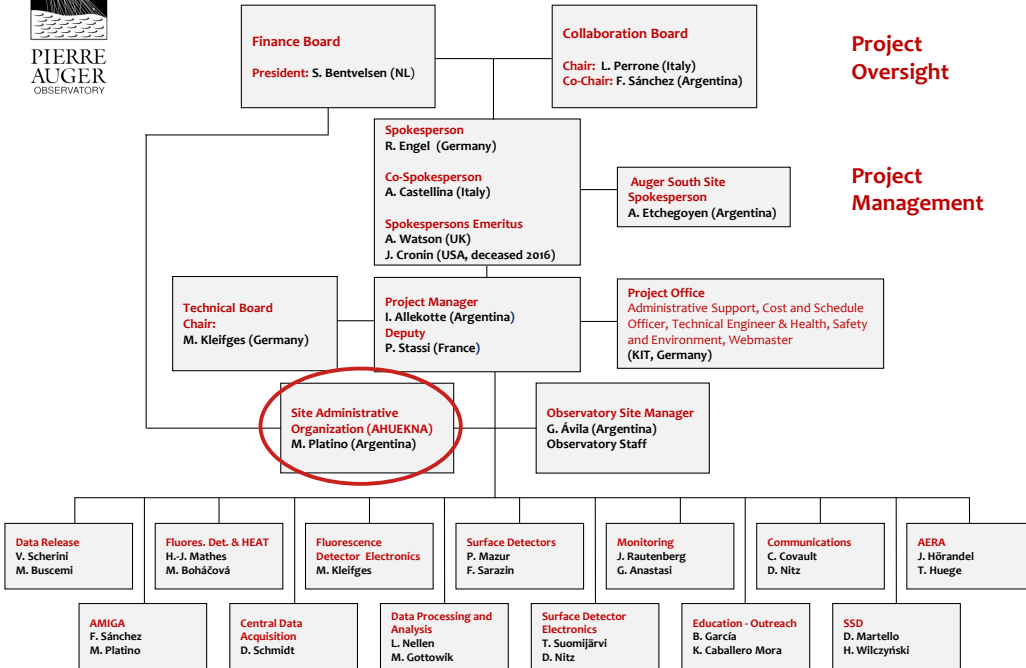 PIERRE
AUGER
OBSERVATORY
Finance Board
President: S. Bentvelsen (NL)
Collaboration Board
Chair: L. Perrone (Italy)
Co-Chair: F. Sánchez (Argentina)
Project
Oversight
Spokesperson
R. Engel (Germany)
Co-Spokesperson
A. Castellina (Italy)
Spokespersons Emeritus
A. Watson (UK)
J. Cronin (USA, deceased 2016)
Auger South Site
Spokesperson
A. Etchegoyen (Argentina)
Project
Management
Technical Board
Chair:
M. Kleifges (Germany)
Project Manager
I. Allekotte (Argentina)
Deputy
P. Stassi (France)
Project Office
Administrative Support, Cost and Schedule
Officer, Technical Engineer & Health, Safety
and Environment, Webmaster
(KIT, Germany)
Site Administrative
Organization (AHUEKNA)
M. Platino (Argentina)
Observatory Site Manager
G. Ávila (Argentina)
Observatory Staff
Data Release
V. Scherini
M. Buscemi
Fluores. Det. & HEAT
H.-J. Mathes
M. Boháčová
Fluorescence
Detector Electronics
M. Kleifges
Surface Detectors
P. Mazur
F. Sarazin
Monitoring
J. Rautenberg
G. Anastasi
Communications
C. Covault
D. Nitz
AERA
J. Hörandel
T. Huege
AMIGA
F. Sánchez
M. Platino
Central Data
Acquisition
D. Schmidt
Data Processing and
Analysis
L. Nellen
M. Gottowik
Surface Detector
Electronics
T. Suomijärvi
D. Nitz
Education - Outreach
B. García
K. Caballero Mora
SSD
D. Martello
H. Wilczyński